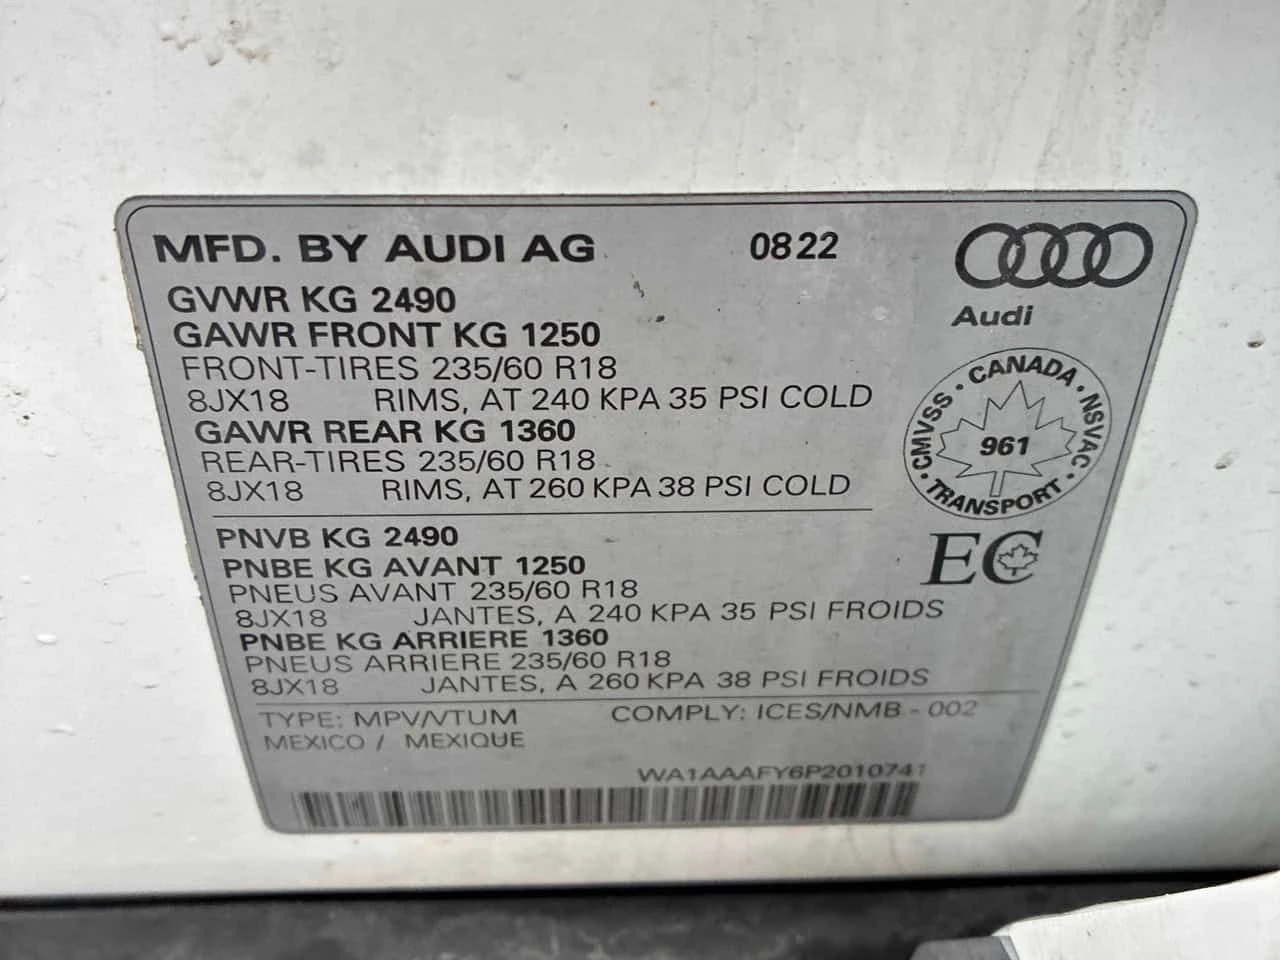 MFD. BY AUDI AG 0822
Audi
GVWR KG 2490
GAWR FRONT KG 1250
FRONT-TIRES 235/60 R18
8JX18 RIMS, AT 240 KPA 35 PSI COLD
GAWR REAR KG 1360
REAR-TIRES 235/60 R18
8JX18 RIMS, AT 260 KPA 38 PSI COLD
· CANADA · NSVAC · TRANSPORT · CMVSS
961
EC
PNVB KG 2490
PNBE KG AVANT 1250
PNEUS AVANT 235/60 R18
8JX18 JANTES, A 240 KPA 35 PSI FROIDS
PNBE KG ARRIERE 1360
PNEUS ARRIERE 235/60 R18
8JX18 JANTES, A 260 KPA 38 PSI FROIDS
TYPE: MPV/VTUM COMPLY: ICES/NMB - 002
MEXICO / MEXIQUE
WA1AAAFY6P2010741